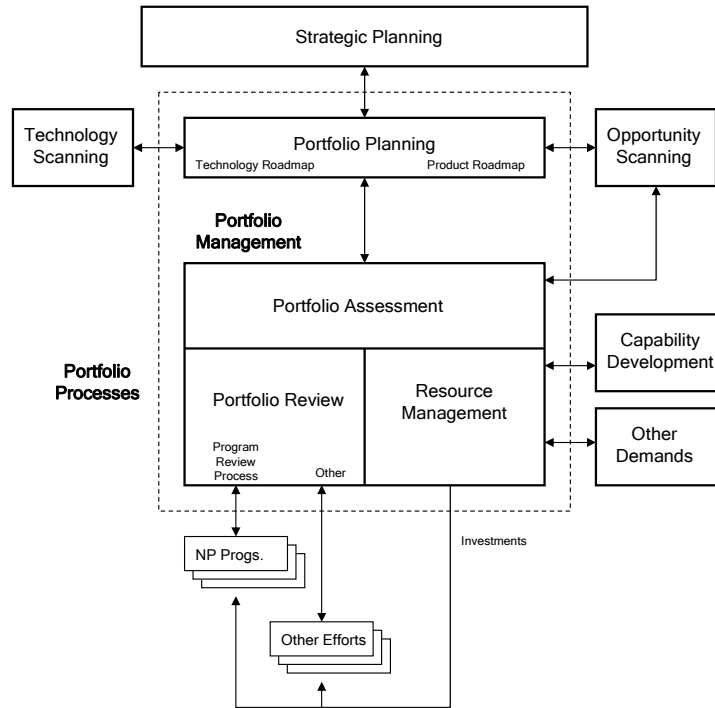 Strategic Planning
Technology
Scanning
Portfolio Planning
Technology Roadmap
Product Roadmap
Opportunity
Scanning
Portfolio
Management
Portfolio Assessment
Portfolio
Processes
Portfolio Review
Program
Review
Process
Other
Resource
Management
Capability
Development
Other
Demands
NP Progs.
Investments
Other Efforts